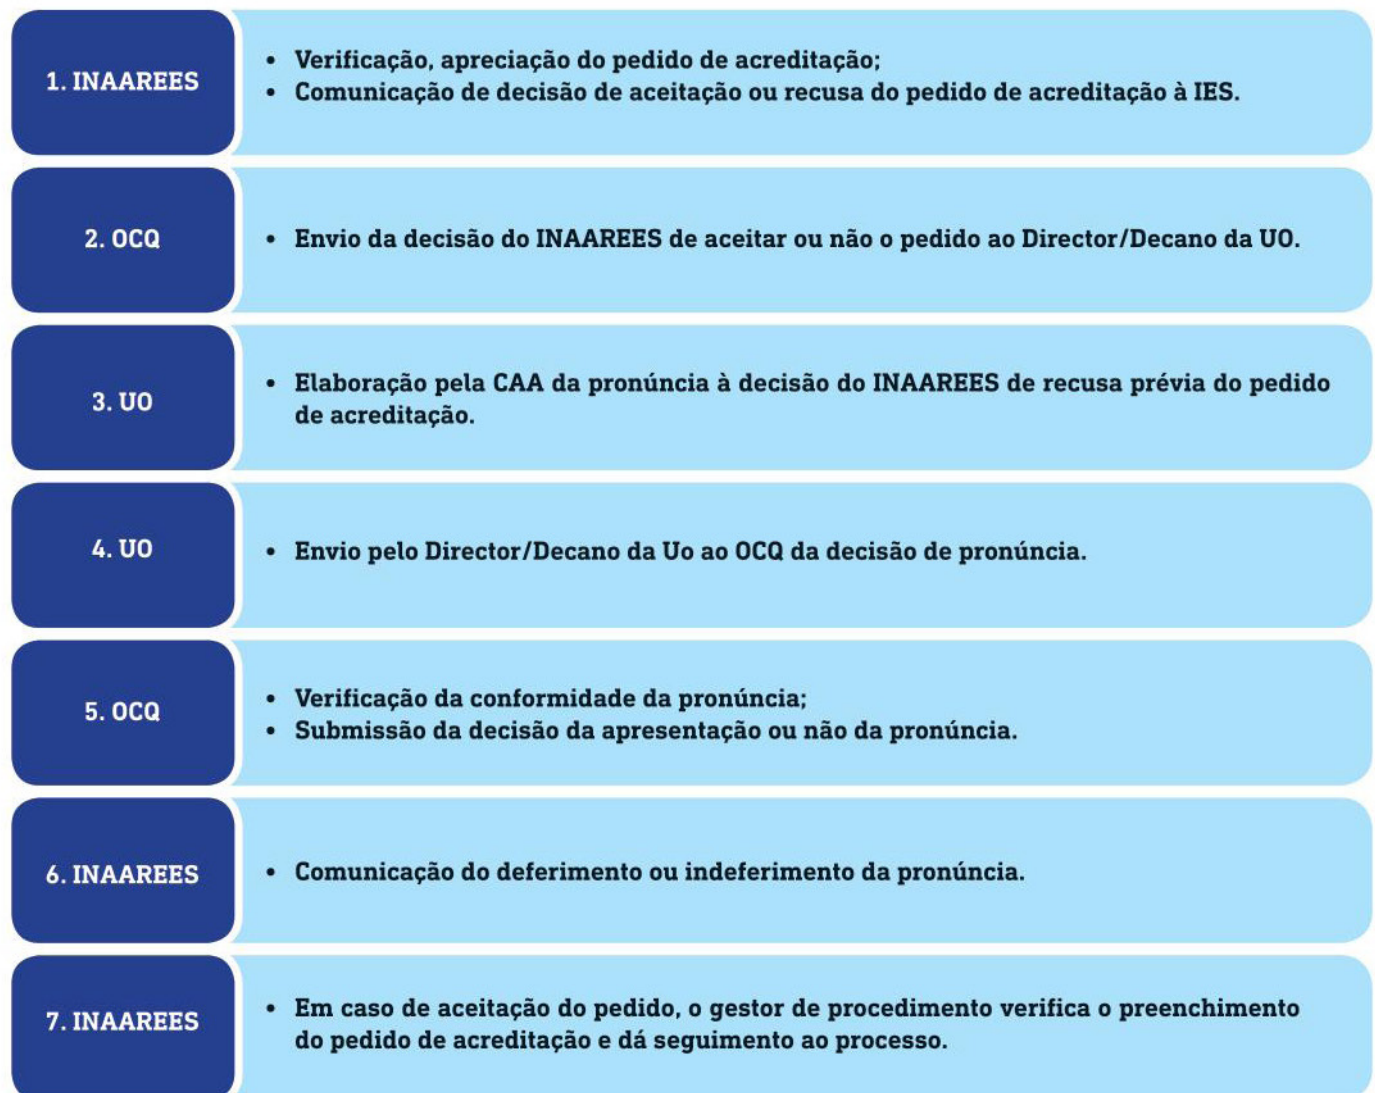 1. INAAREES
• Verificação, apreciação do pedido de acreditação;
• Comunicação de decisão de aceitação ou recusa do pedido de acreditação à IES.
2. OCQ
• Envio da decisão do INAAREES de aceitar ou não o pedido ao Director/Decano da UO.
3. UO
• Elaboração pela CAA da pronúncia à decisão do INAAREES de recusa prévia do pedido
de acreditação.
4. UO
• Envio pelo Director/Decano da Uo ao OCQ da decisão de pronúncia.
5. OCQ
• Verificação da conformidade da pronúncia;
• Submissão da decisão da apresentação ou não da pronúncia.
6. INAAREES
• Comunicação do deferimento ou indeferimento da pronúncia.
7. INAAREES
• Em caso de aceitação do pedido, o gestor de procedimento verifica o preenchimento
do pedido de acreditação e dá seguimento ao processo.